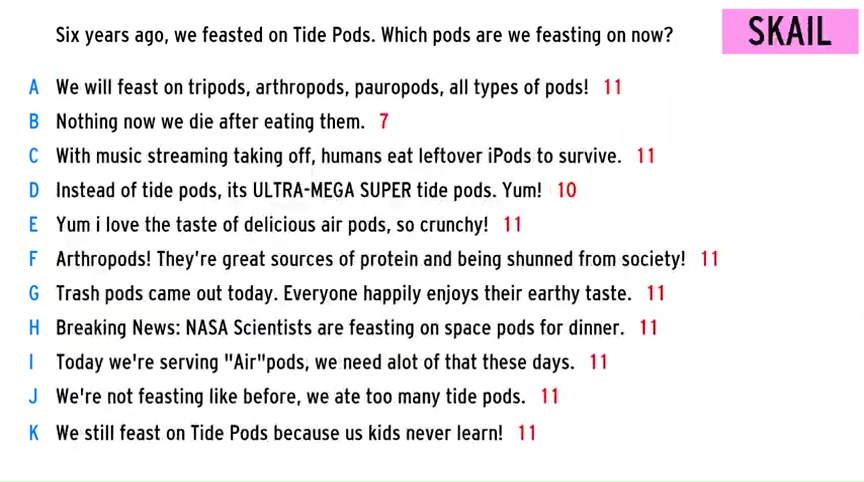 Six years ago, we feasted on Tide Pods. Which pods are we feasting on now?
SKAIL
A We will feast on tripods, arthropods, pauropods, all types of pods! 11
B Nothing now we die after eating them. 7
C With music streaming taking off, humans eat leftover iPods to survive. 11
D Instead of tide pods, its ULTRA-MEGA SUPER tide pods. Yum! 10
E Yum i love the taste of delicious air pods, so crunchy! 11
F Arthropods! They're great sources of protein and being shunned from society! 11
G Trash pods came out today. Everyone happily enjoys their earthy taste. 11
H Breaking News: NASA Scientists are feasting on space pods for dinner. 11
I Today we're serving "Air"pods, we need alot of that these days. 11
J We're not feasting like before, we ate too many tide pods. 11
K We still feast on Tide Pods because us kids never learn! 11